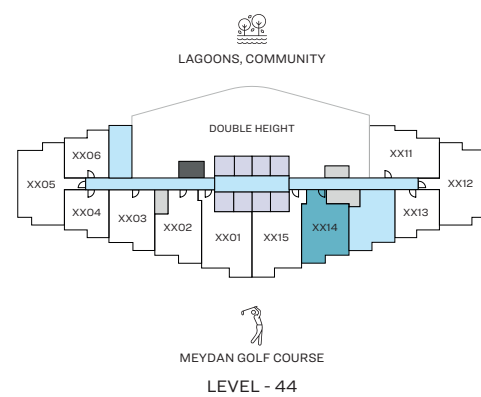 LAGOONS, COMMUNITY
DOUBLE HEIGHT
XX06
XX11
XX05
XX12
XX04
XX03
XX02
XX01
XX15
XX14
XX13
MEYDAN GOLF COURSE
LEVEL - 44